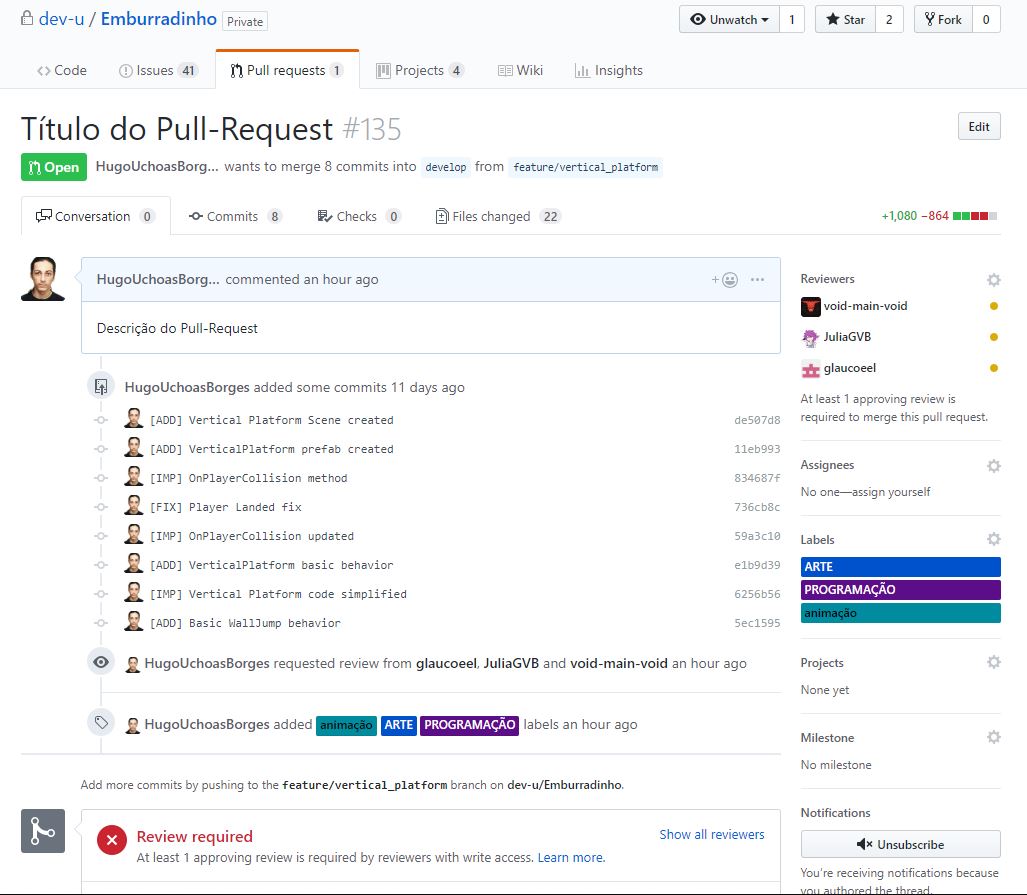 dev-u / Emburradinho Private
Unwatch 1 Star 2 Fork 0
Code Issues 41 Pull requests 1 Projects 4 Wiki Insights
Título do Pull-Request #135
Edit
Open HugoUchoasBorg... wants to merge 8 commits into develop from feature/vertical_platform
Conversation 0 Commits 8 Checks 0 Files changed 22 +1,080 −864
HugoUchoasBorg... commented an hour ago
Descrição do Pull-Request
HugoUchoasBorges added some commits 11 days ago
[ADD] Vertical Platform Scene created de507d8
[ADD] VerticalPlatform prefab created 11eb993
[IMP] OnPlayerCollision method 834687f
[FIX] Player Landed fix 736cb8c
[IMP] OnPlayerCollision updated 59a3c10
[ADD] VerticalPlatform basic behavior e1b9d39
[IMP] Vertical Platform code simplified 6256b56
[ADD] Basic WallJump behavior 5ec1595
HugoUchoasBorges requested review from glaucoeel, JuliaGVB and void-main-void an hour ago
HugoUchoasBorges added animação ARTE PROGRAMAÇÃO labels an hour ago
Add more commits by pushing to the feature/vertical_platform branch on dev-u/Emburradinho.
Review required
Show all reviewers
At least 1 approving review is required by reviewers with write access. Learn more.
Reviewers
void-main-void
JuliaGVB
glaucoeel
At least 1 approving review is
required to merge this pull request.
Assignees
No one—assign yourself
Labels
ARTE
PROGRAMAÇÃO
animação
Projects
None yet
Milestone
No milestone
Notifications
Unsubscribe
You're receiving notifications because
you authored the thread.